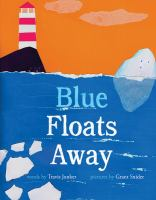 Blue
Floats
Away
words by Travis Jonker
pictures by Grant Snider